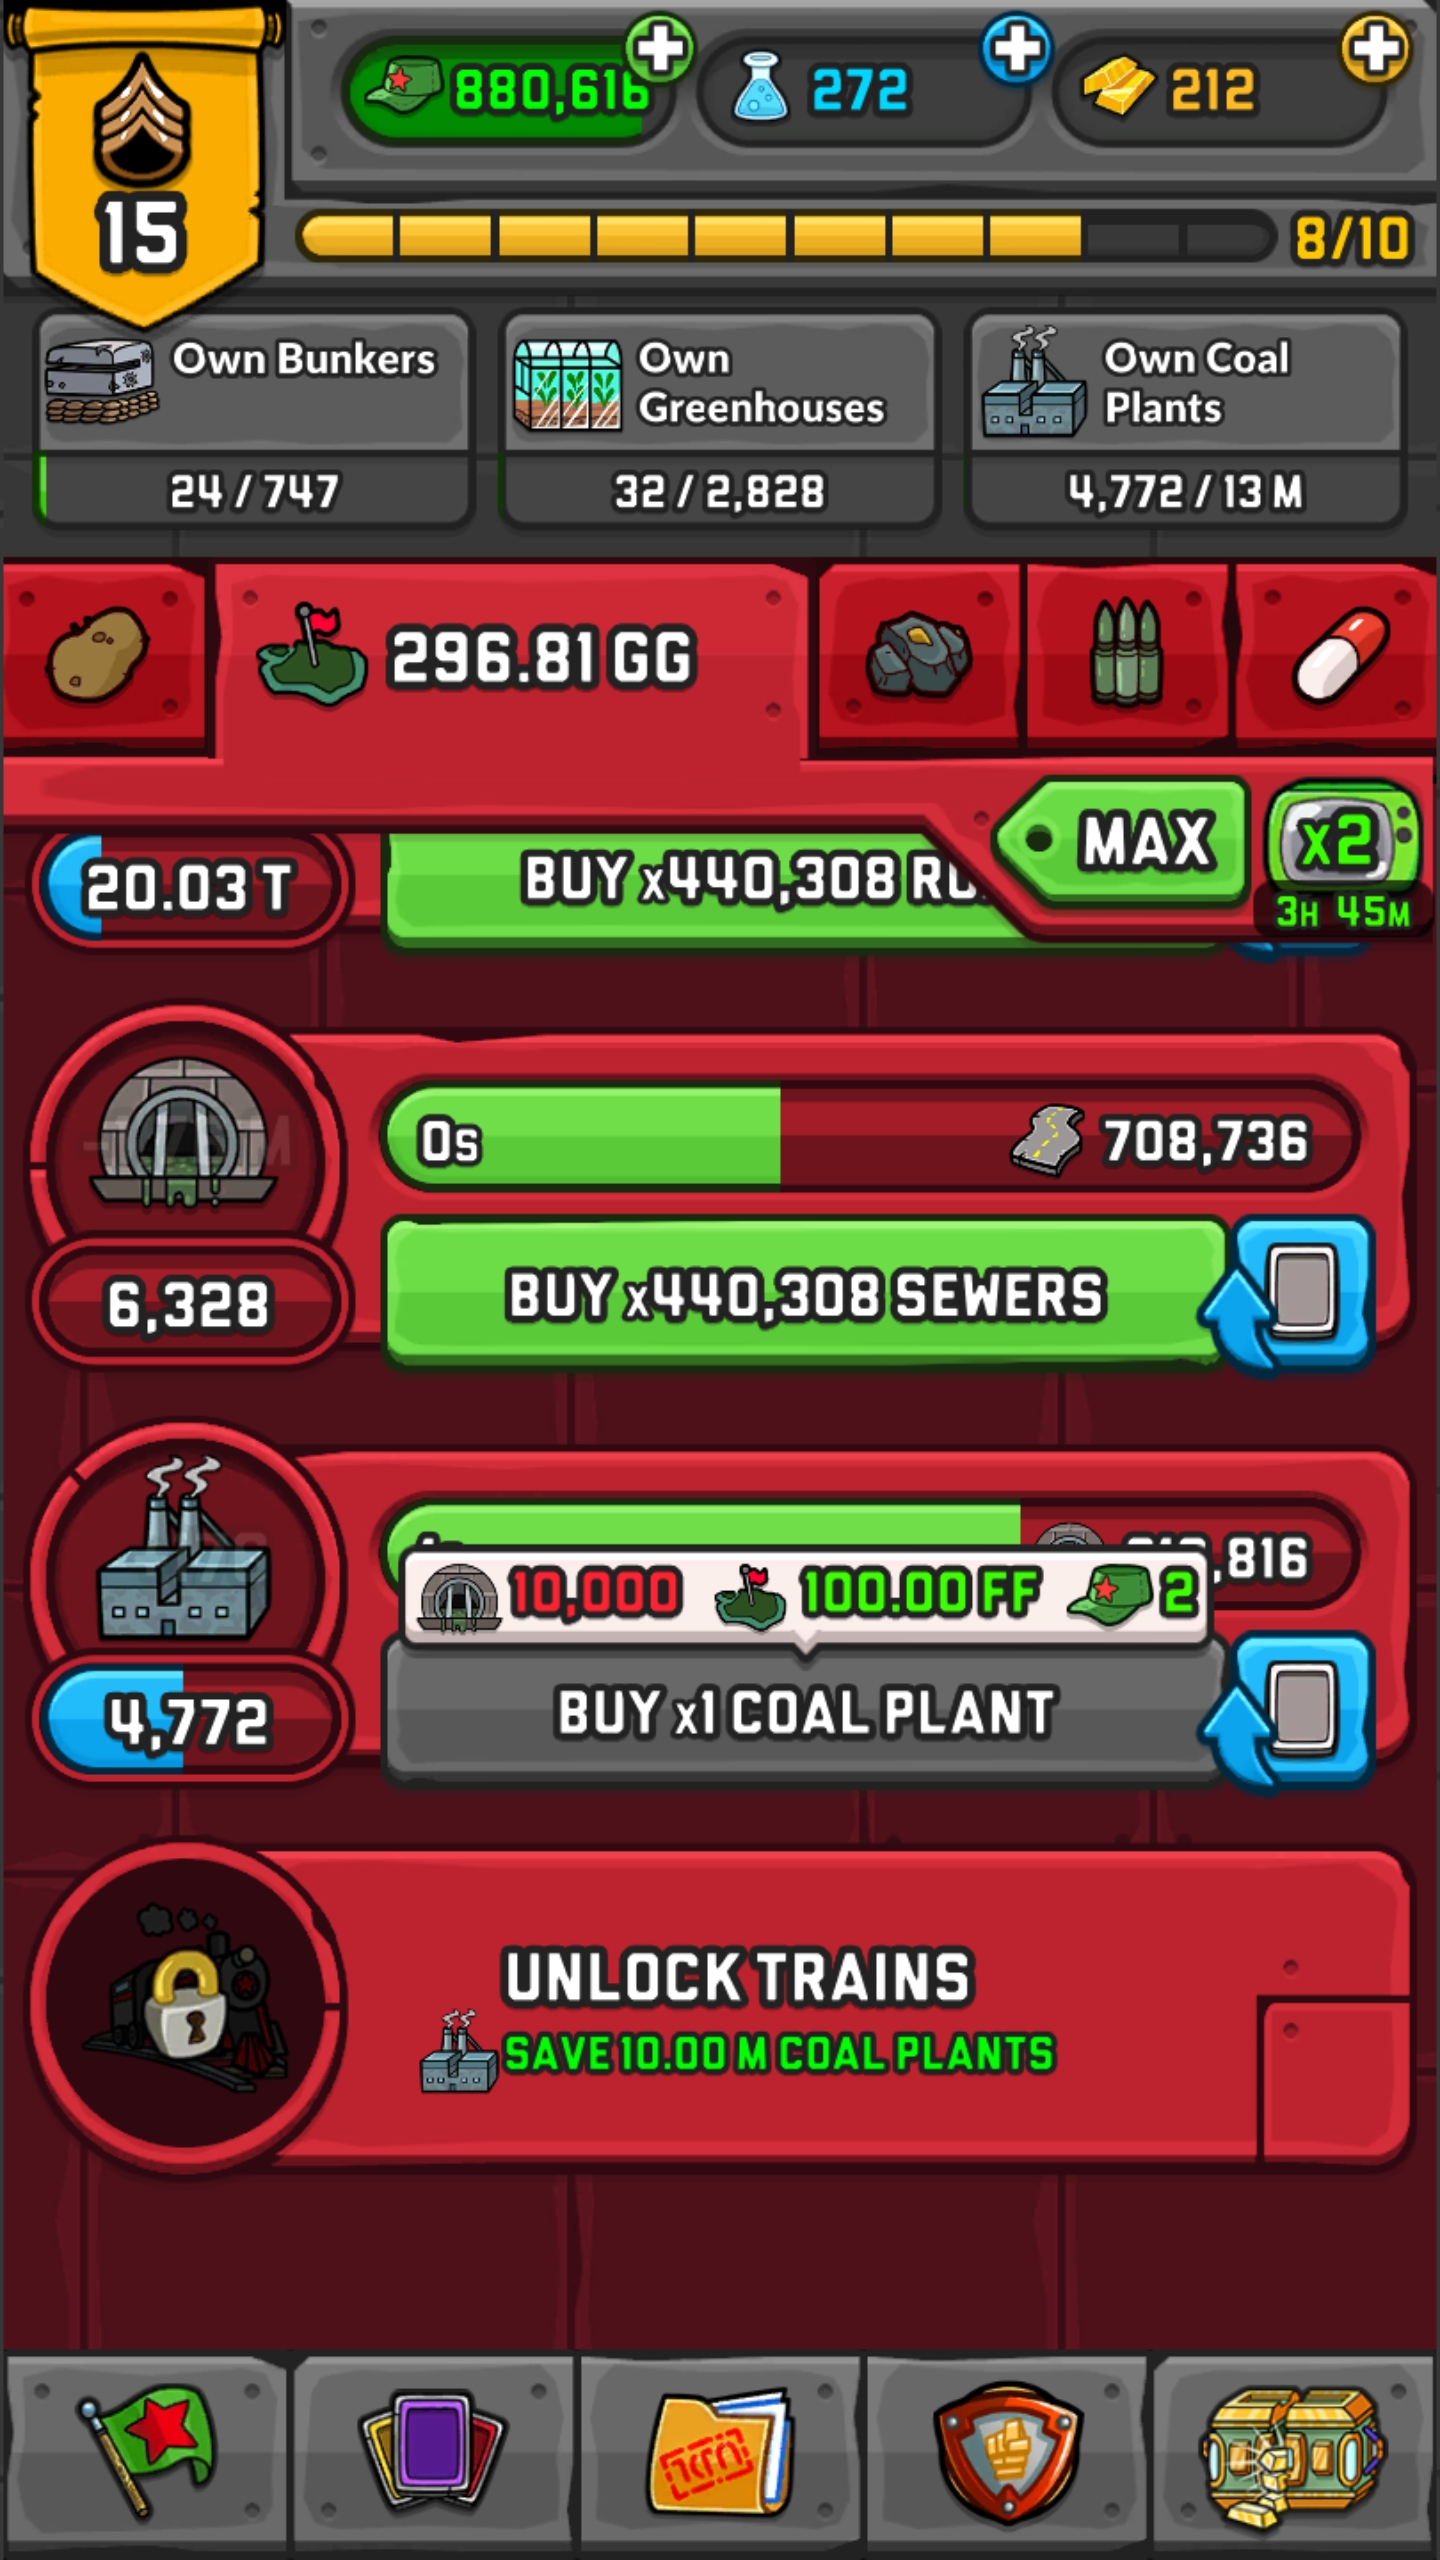 880,616
272
212
15
8/10
Own Bunkers
24 / 747
Own
Greenhouses
32 / 2,828
Own Coal
Plants
4,772 / 13 M
296.81 GG
MAX
x2
3H 45M
20.03 T
BUY x440,308
0s
708,736
6,328
BUY x440,308 SEWERS
,816
10,000
100.00 FF
2
4,772
BUY x1 COAL PLANT
UNLOCK TRAINS
SAVE 10.00 M COAL PLANTS